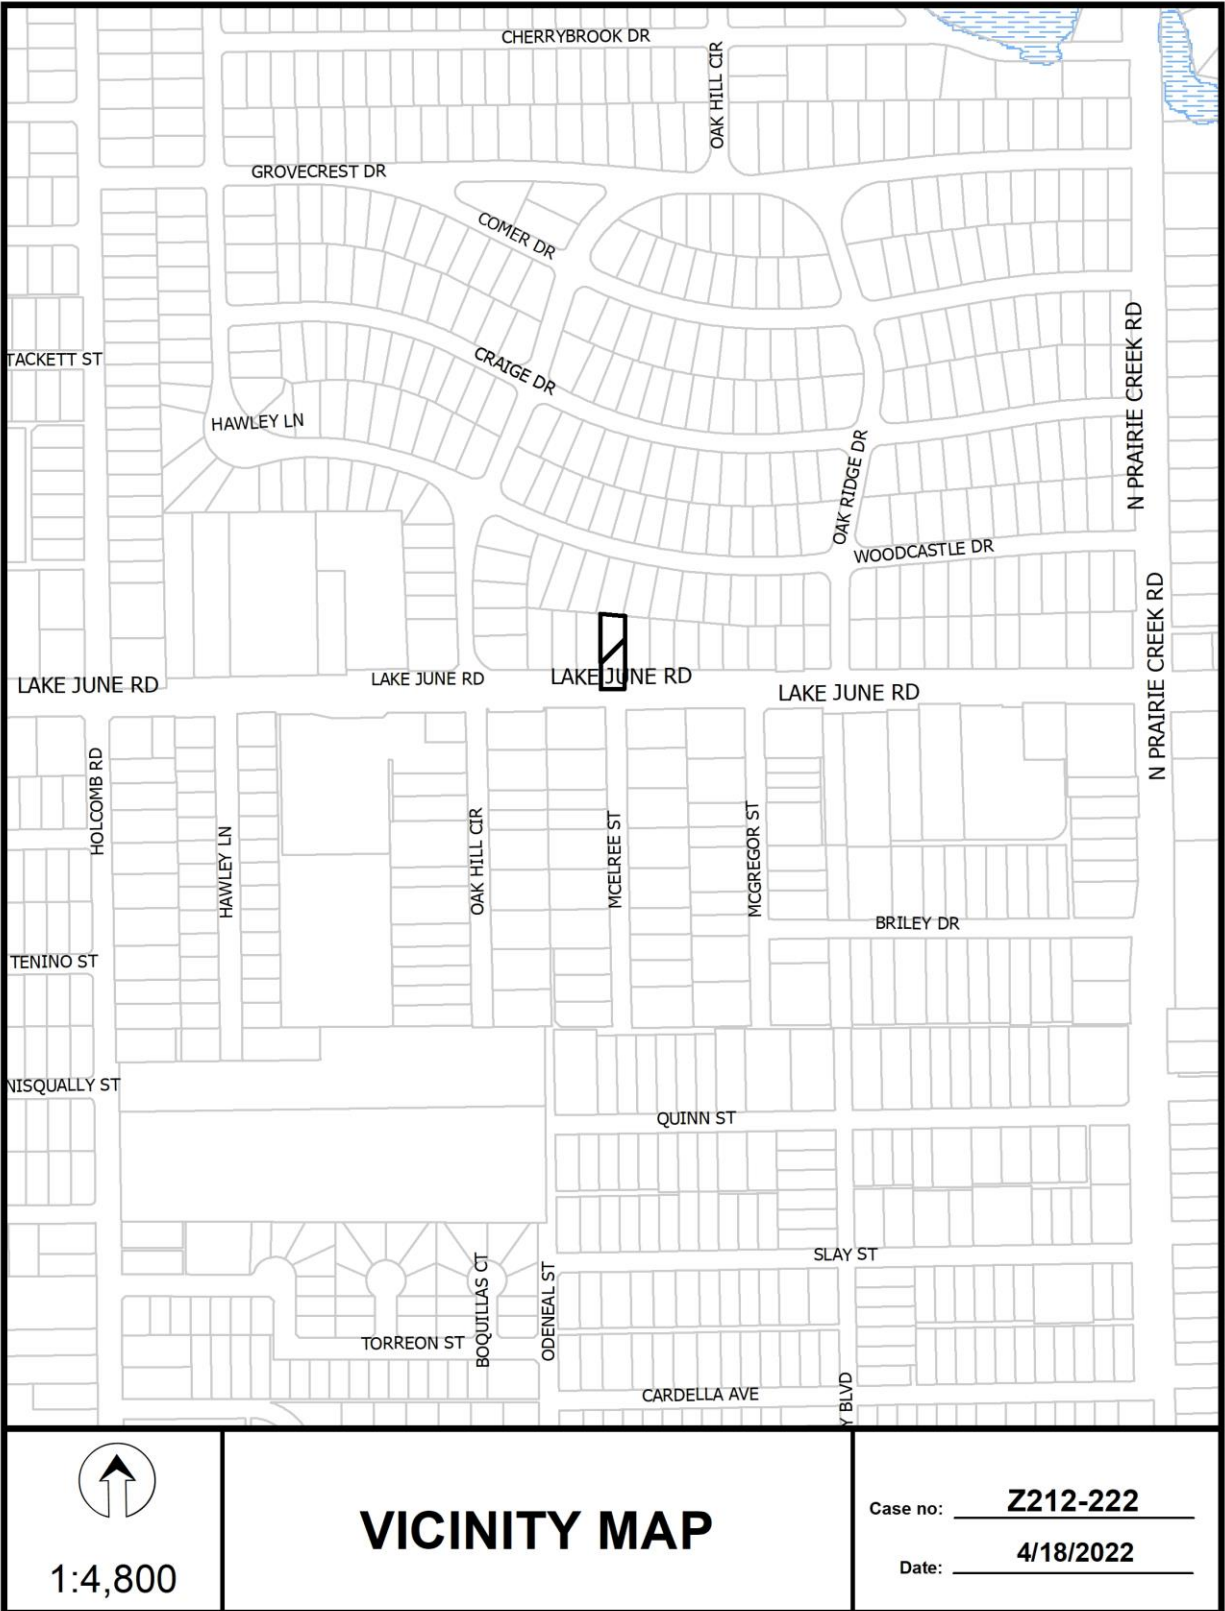 CHERRYBROOK DR
OAK HILL CIR
GROVECREST DR
COMER DR
N PRAIRIE CREEK RD
TACKETT ST
CRAIGE DR
HAWLEY LN
OAK RIDGE DR
WOODCASTLE DR
N PRAIRIE CREEK RD
LAKE JUNE RD
LAKE JUNE RD
LAKE JUNE RD
LAKE JUNE RD
HOLCOMB RD
HAWLEY LN
OAK HILL CIR
MCELREE ST
MCGREGOR ST
BRILEY DR
TENINO ST
NISQUALLY ST
QUINN ST
SLAY ST
BOQUILLAS CT
ODENEAL ST
TORREON ST
CARDELLA AVE
Y BLVD
1:4,800
VICINITY MAP
Case no: Z212-222
Date: 4/18/2022